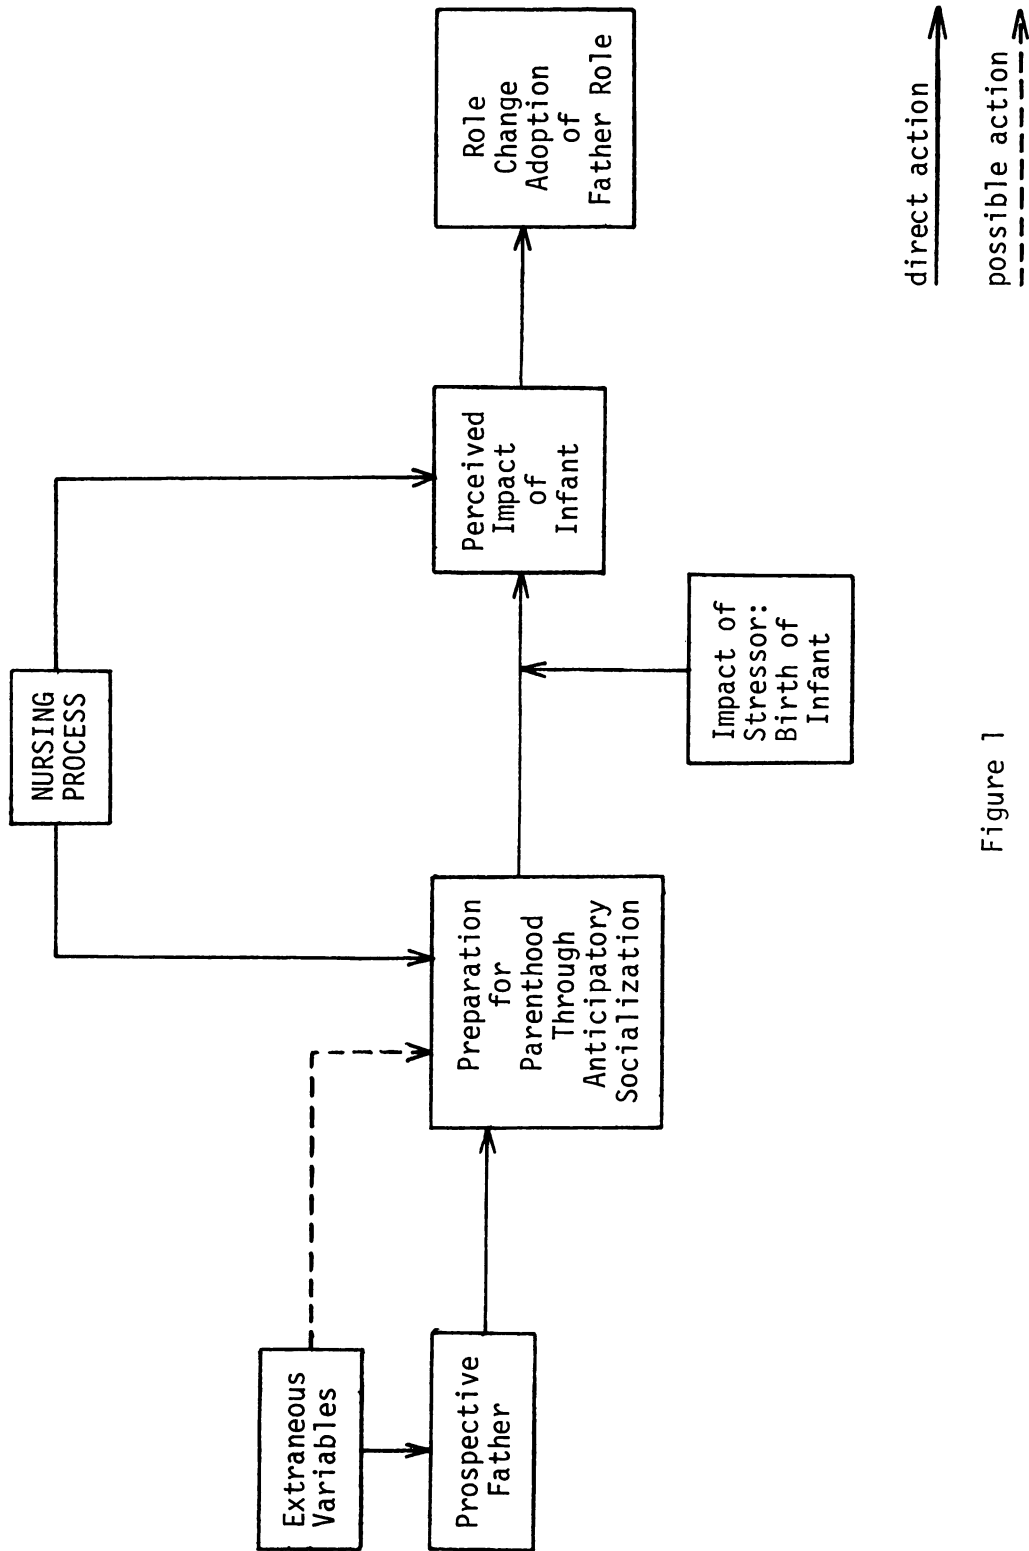 NURSING
PROCESS
Extraneous
Variables
Prospective
Father
Preparation
for
Parenthood
Through
Anticipatory
Socialization
Perceived
Impact
of
Infant
Role
Change
Adoption
of
Father Role
Impact of
Stressor:
Birth of
Infant
direct action
possible action
Figure 1